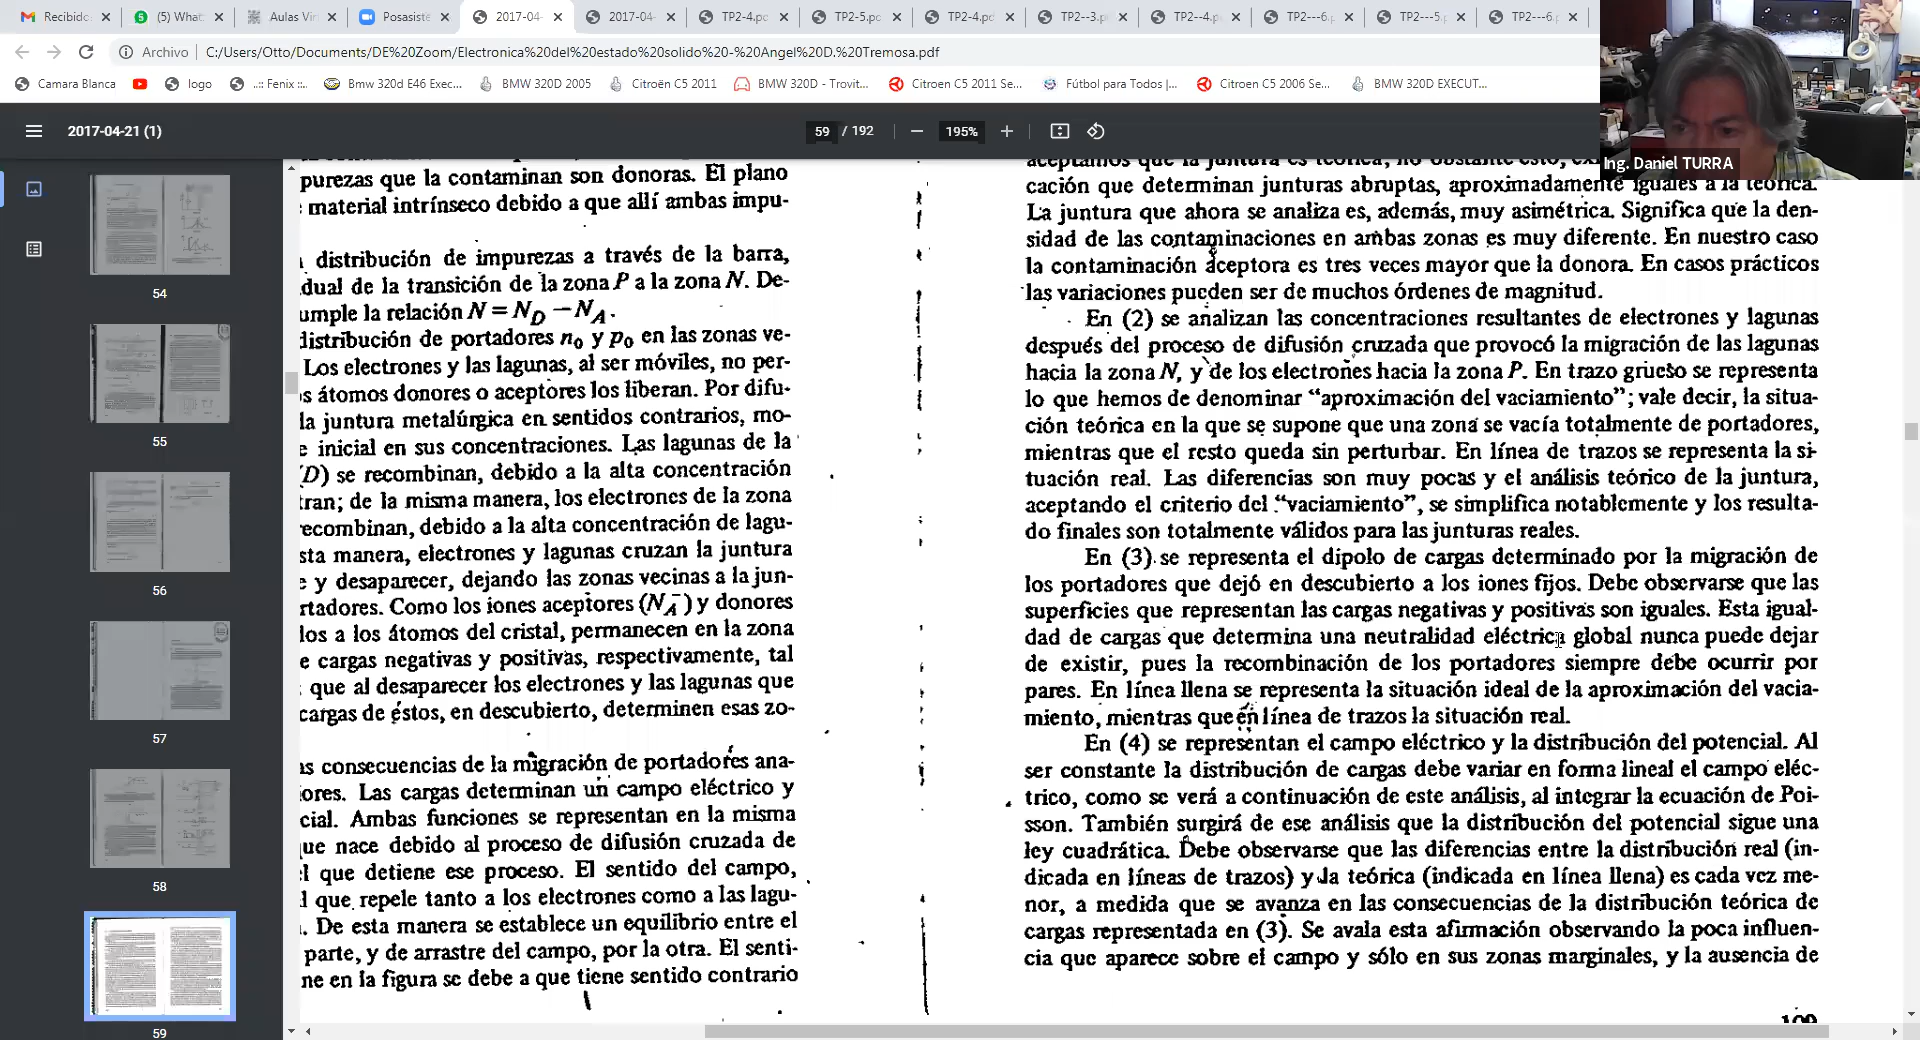 Recibido
(5) What
Aulas Vir
Posasiste
2017-04-
2017-04-
TP2-4.pc
TP2-5.pc
TP2-4.pc
TP2--3.p
TP2--4.p
TP2---6.p
TP2---5.p
TP2---6.p
Archivo | C:/Users/Otto/Documents/DE%20Zoom/Electronica%20del%20estado%20solido%20-%20Angel%20D.%20Tremosa.pdf
Camara Blanca
logo
..:: Fenix ::..
Bmw 320d E46 Exec...
BMW 320D 2005
Citroën C5 2011
BMW 320D - Trovit...
Citroen C5 2011 Se...
Fútbol para Todos |...
Citroen C5 2006 Se...
BMW 320D EXECUT...
2017-04-21 (1)
59 / 192
195%
Ing. Daniel TURRA
54
55
56
57
58
59
purezas que la contaminan son donoras. El plano
material intrínseco debido a que allí ambas impu-
distribución de impurezas a través de la barra,
dual de la transición de la zona P a la zona N. De-
umple la relación N = N_D - N_A.
distribución de portadores n₀ y p₀ en las zonas ve-
Los electrones y las lagunas, al ser móviles, no per-
s átomos donores o aceptores los liberan. Por difu-
la juntura metalúrgica en sentidos contrarios, mo-
e inicial en sus concentraciones. Las lagunas de la
D) se recombinan, debido a la alta concentración
tran; de la misma manera, los electrones de la zona
recombinan, debido a la alta concentración de lagu-
sta manera, electrones y lagunas cruzan la juntura
e y desaparecer, dejando las zonas vecinas a la jun-
rtadores. Como los iones aceptores (N_A⁻) y donores
los a los átomos del cristal, permanecen en la zona
e cargas negativas y positivas, respectivamente, tal
que al desaparecer los electrones y las lagunas que
cargas de éstos, en descubierto, determinen esas zo-
as consecuencias de la migración de portadores ana-
iores. Las cargas determinan un campo eléctrico y
cial. Ambas funciones se representan en la misma
ue nace debido al proceso de difusión cruzada de
l que detiene ese proceso. El sentido del campo,
l que repele tanto a los electrones como a las lagu-
. De esta manera se establece un equilibrio entre el
parte, y de arrastre del campo, por la otra. El senti-
ne en la figura se debe a que tiene sentido contrario
aceptamos que la juntura es teórica, no obstante esto,
cación que determinan junturas abruptas, aproximadamente iguales a la teórica.
La juntura que ahora se analiza es, además, muy asimétrica. Significa que la den-
sidad de las contaminaciones en ambas zonas es muy diferente. En nuestro caso
la contaminación aceptora es tres veces mayor que la donora. En casos prácticos
las variaciones pueden ser de muchos órdenes de magnitud.
En (2) se analizan las concentraciones resultantes de electrones y lagunas
después del proceso de difusión cruzada que provocó la migración de las lagunas
hacia la zona N, y de los electrones hacia la zona P. En trazo grueso se representa
lo que hemos de denominar “aproximación del vaciamiento”; vale decir, la situa-
ción teórica en la que se supone que una zona se vacía totalmente de portadores,
mientras que el resto queda sin perturbar. En línea de trazos se representa la si-
tuación real. Las diferencias son muy pocas y el análisis teórico de la juntura,
aceptando el criterio del “vaciamiento”, se simplifica notablemente y los resulta-
do finales son totalmente válidos para las junturas reales.
En (3) se representa el dipolo de cargas determinado por la migración de
los portadores que dejó en descubierto a los iones fijos. Debe observarse que las
superficies que representan las cargas negativas y positivas son iguales. Esta igual-
dad de cargas que determina una neutralidad eléctrica global nunca puede dejar
de existir, pues la recombinación de los portadores siempre debe ocurrir por
pares. En línea llena se representa la situación ideal de la aproximación del vacia-
miento, mientras que en línea de trazos la situación real.
En (4) se representan el campo eléctrico y la distribución del potencial. Al
ser constante la distribución de cargas debe variar en forma lineal el campo eléc-
trico, como se verá a continuación de este análisis, al integrar la ecuación de Poi-
sson. También surgirá de ese análisis que la distribución del potencial sigue una
ley cuadrática. Debe observarse que las diferencias entre la distribución real (in-
dicada en líneas de trazos) y la teórica (indicada en línea llena) es cada vez me-
nor, a medida que se avanza en las consecuencias de la distribución teórica de
cargas representada en (3). Se avala esta afirmación observando la poca influen-
cia que aparece sobre el campo y sólo en sus zonas marginales, y la ausencia de
109